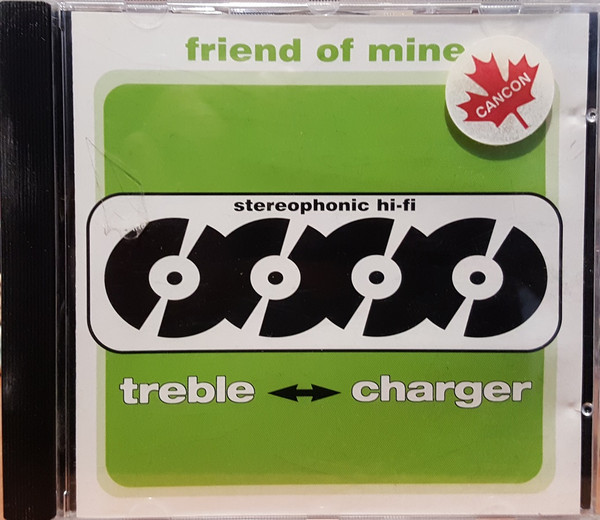 friend of mine
CANCON
stereophonic hi-fi
treble ↔ charger